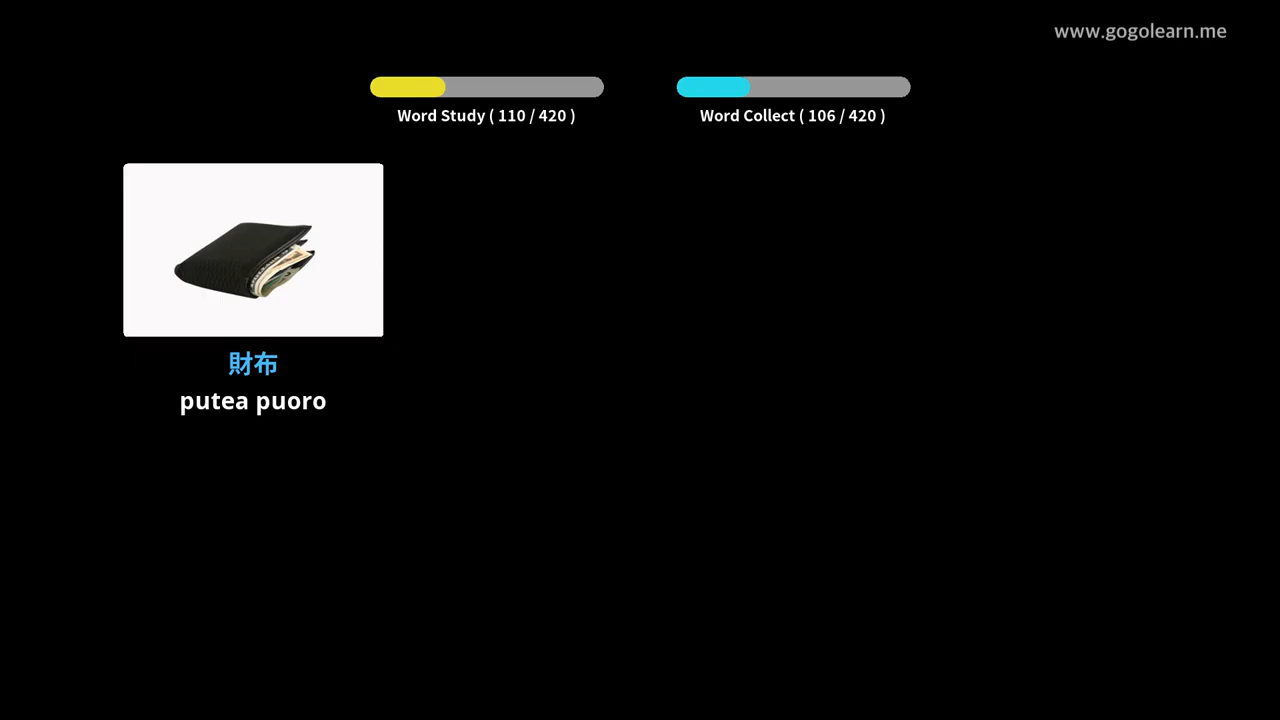 www.gogolearn.me
Word Study ( 110 / 420 )
Word Collect ( 106 / 420 )
財布
putea puoro